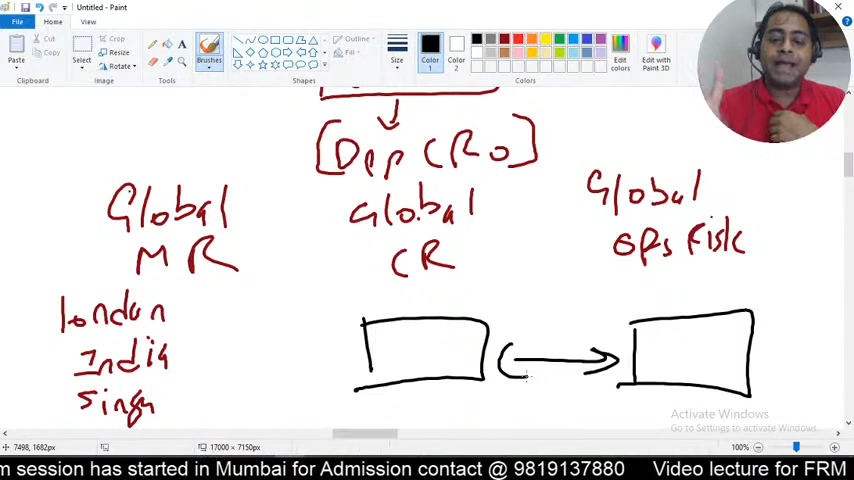 Untitled - Paint
File
Home
View
Paste
Cut
Copy
Clipboard
Select
Crop
Resize
Rotate
Image
Tools
Brushes
Shapes
Outline
Fill
Size
Color 1
Color 2
Colors
Edit colors
Edit with Paint 3D
[Dep CRO]
Global MR
Global CR
Global OPs Risk
London
India
Singa
Activate Windows
Go to Settings to activate Windows.
7498, 1682px
17000 × 7150px
100%
m session has started in Mumbai for Admission contact @ 9819137880 Video lecture for FRM